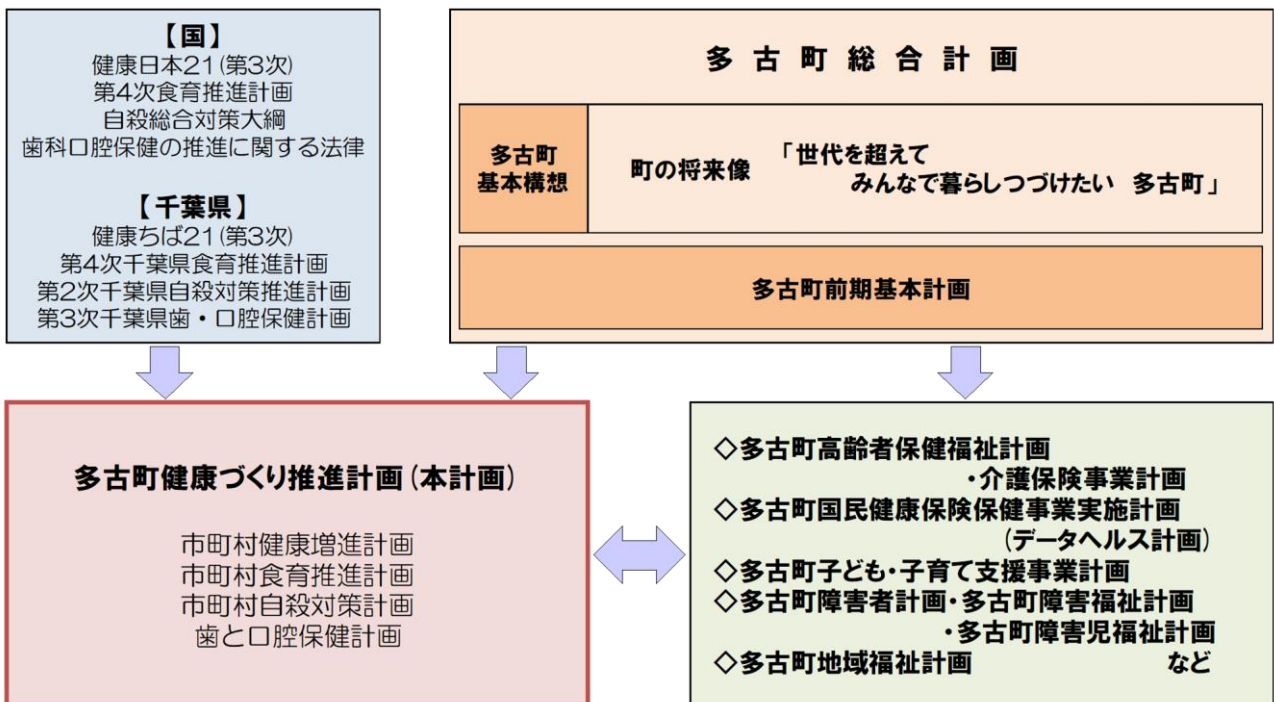 【国】
健康日本21(第3次)
第4次食育推進計画
自殺総合対策大綱
歯科口腔保健の推進に関する法律
【千葉県】
健康ちば21(第3次)
第4次千葉県食育推進計画
第2次千葉県自殺対策推進計画
第3次千葉県歯・口腔保健計画
多古町総合計画
多古町
基本構想
町の将来像
「世代を超えて
みんなで暮らしつづけたい 多古町」
多古町前期基本計画
多古町健康づくり推進計画(本計画)
市町村健康増進計画
市町村食育推進計画
市町村自殺対策計画
歯と口腔保健計画
◇多古町高齢者保健福祉計画
・介護保険事業計画
◇多古町国民健康保険保健事業実施計画
(データヘルス計画)
◇多古町子ども・子育て支援事業計画
◇多古町障害者計画・多古町障害福祉計画
・多古町障害児福祉計画
◇多古町地域福祉計画 など